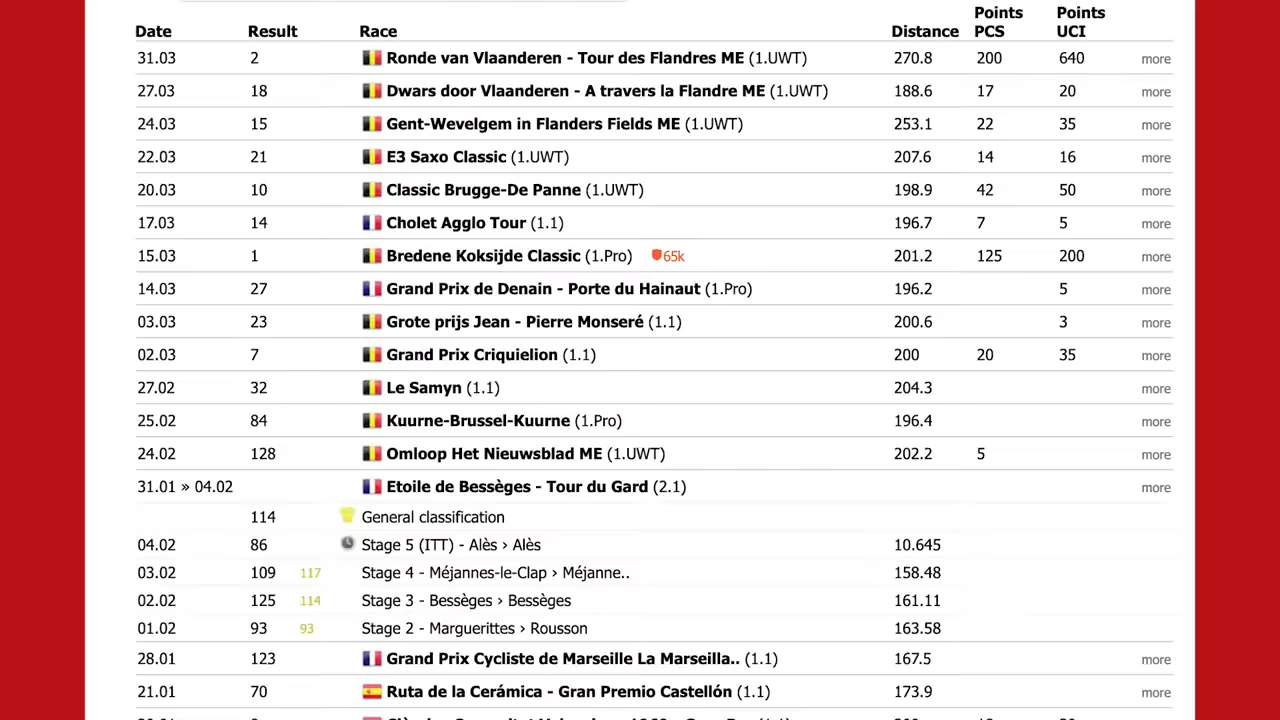 Date Result Race Distance Points PCS Points UCI
31.03 2 Ronde van Vlaanderen - Tour des Flandres ME (1.UWT) 270.8 200 640 more
27.03 18 Dwars door Vlaanderen - A travers la Flandre ME (1.UWT) 188.6 17 20 more
24.03 15 Gent-Wevelgem in Flanders Fields ME (1.UWT) 253.1 22 35 more
22.03 21 E3 Saxo Classic (1.UWT) 207.6 14 16 more
20.03 10 Classic Brugge-De Panne (1.UWT) 198.9 42 50 more
17.03 14 Cholet Agglo Tour (1.1) 196.7 7 5 more
15.03 1 Bredene Koksijde Classic (1.Pro) 65k 201.2 125 200 more
14.03 27 Grand Prix de Denain - Porte du Hainaut (1.Pro) 196.2 5 more
03.03 23 Grote prijs Jean - Pierre Monseré (1.1) 200.6 3 more
02.03 7 Grand Prix Criquielion (1.1) 200 20 35 more
27.02 32 Le Samyn (1.1) 204.3 more
25.02 84 Kuurne-Brussel-Kuurne (1.Pro) 196.4 more
24.02 128 Omloop Het Nieuwsblad ME (1.UWT) 202.2 5 more
31.01 » 04.02 Etoile de Bessèges - Tour du Gard (2.1) more
114 General classification
04.02 86 Stage 5 (ITT) - Alès › Alès 10.645
03.02 109 117 Stage 4 - Méjannes-le-Clap › Méjanne.. 158.48
02.02 125 114 Stage 3 - Bessèges › Bessèges 161.11
01.02 93 93 Stage 2 - Marguerittes › Rousson 163.58
28.01 123 Grand Prix Cycliste de Marseille La Marseilla.. (1.1) 167.5 more
21.01 70 Ruta de la Cerámica - Gran Premio Castellón (1.1) 173.9 more